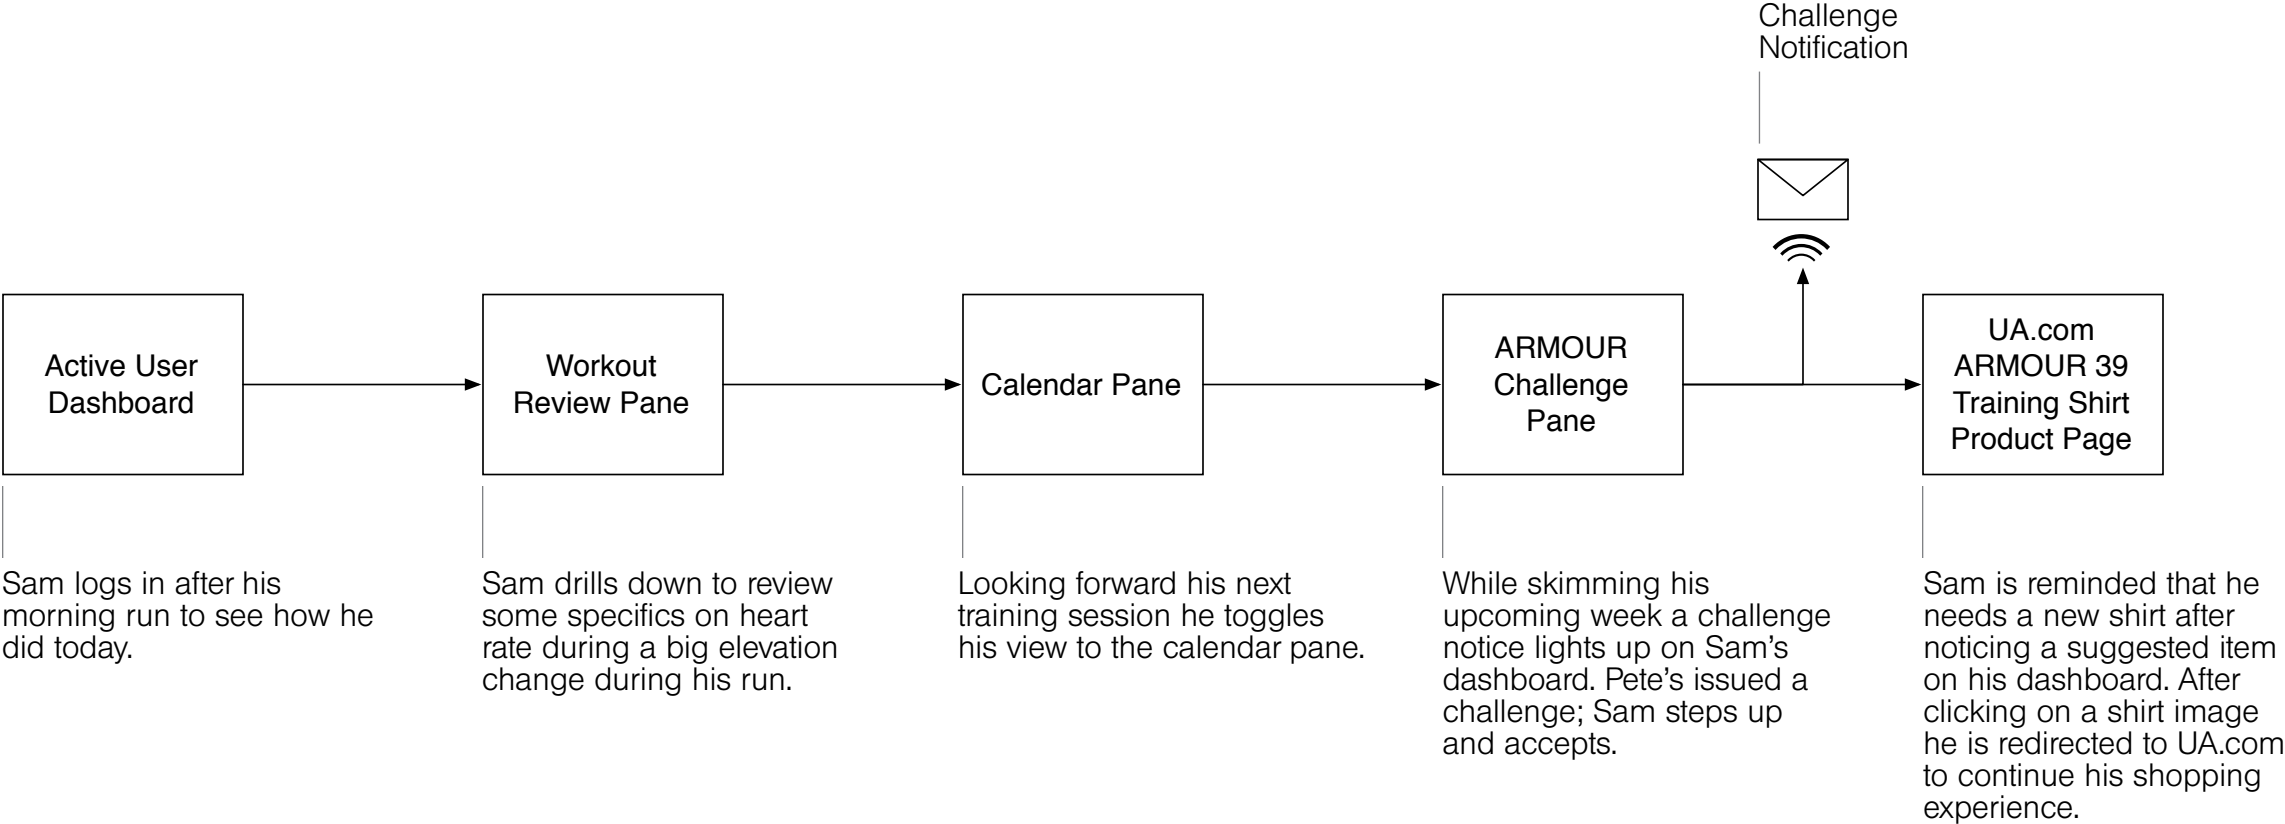 Challenge
Notification
Active User
Dashboard
Workout
Review Pane
Calendar Pane
ARMOUR
Challenge
Pane
UA.com
ARMOUR 39
Training Shirt
Product Page
Sam logs in after his
morning run to see how he
did today.
Sam drills down to review
some specifics on heart
rate during a big elevation
change during his run.
Looking forward his next
training session he toggles
his view to the calendar pane.
While skimming his
upcoming week a challenge
notice lights up on Sam’s
dashboard. Pete’s issued a
challenge; Sam steps up
and accepts.
Sam is reminded that he
needs a new shirt after
noticing a suggested item
on his dashboard. After
clicking on a shirt image
he is redirected to UA.com
to continue his shopping
experience.